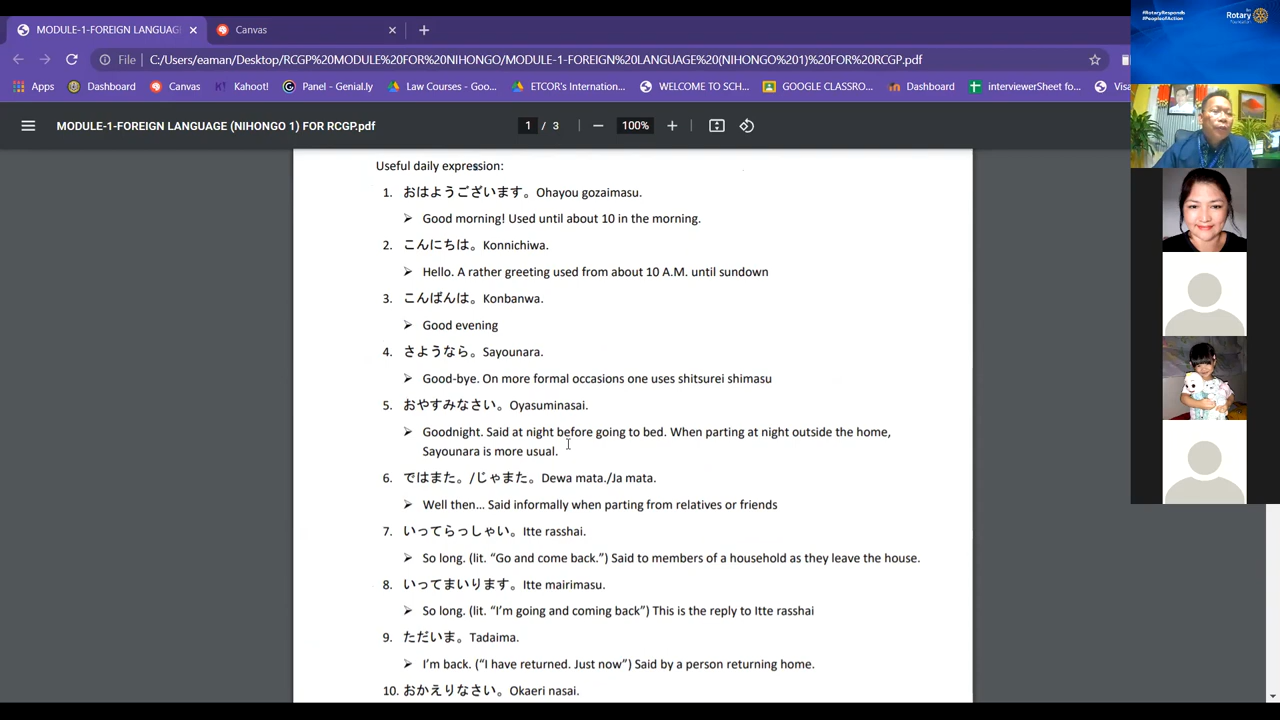 MODULE-1-FOREIGN LANGUAG
Canvas
File
C:/Users/eaman/Desktop/RCGP%20MODULE%20FOR%20NIHONGO/MODULE-1-FOREIGN%20LANGUAGE%20(NIHONGO%201)%20FOR%20RCGP.pdf
Apps Dashboard Canvas Kahoot! Panel - Genial.ly Law Courses - Goo... ETCOR's Internation... WELCOME TO SCH... GOOGLE CLASSRO... Dashboard interviewerSheet fo... Visa
MODULE-1-FOREIGN LANGUAGE (NIHONGO 1) FOR RCGP.pdf 1 / 3 100%
#RotaryResponds
#PeopleofAction
Rotary
Useful daily expression:
1. おはようございます。Ohayou gozaimasu.
➢ Good morning! Used until about 10 in the morning.
2. こんにちは。Konnichiwa.
➢ Hello. A rather greeting used from about 10 A.M. until sundown
3. こんばんは。Konbanwa.
➢ Good evening
4. さようなら。Sayounara.
➢ Good-bye. On more formal occasions one uses shitsurei shimasu
5. おやすみなさい。Oyasuminasai.
➢ Goodnight. Said at night before going to bed. When parting at night outside the home,
Sayounara is more usual.
6. ではまた。/じゃまた。Dewa mata./Ja mata.
➢ Well then... Said informally when parting from relatives or friends
7. いってらっしゃい。Itte rasshai.
➢ So long. (lit. “Go and come back.”) Said to members of a household as they leave the house.
8. いってまいります。Itte mairimasu.
➢ So long. (lit. “I’m going and coming back”) This is the reply to Itte rasshai
9. ただいま。Tadaima.
➢ I’m back. (“I have returned. Just now”) Said by a person returning home.
10. おかえりなさい。Okaeri nasai.